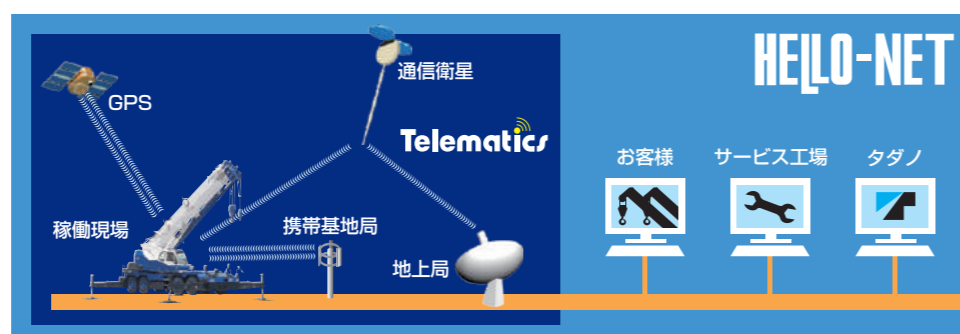 HELLO-NET
通信衛星
GPS
Telematics
お客様
サービス工場
タダノ
稼働現場
携帯基地局
地上局